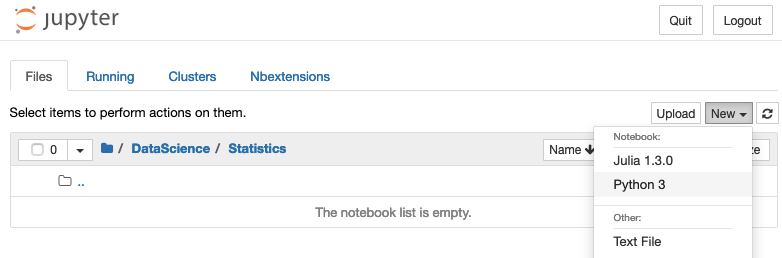 jupyter
Quit Logout
Files Running Clusters Nbextensions
Select items to perform actions on them.
Upload New
Notebook:
0 / DataScience / Statistics
Name
Julia 1.3.0
Python 3
..
The notebook list is empty.
Other:
Text File